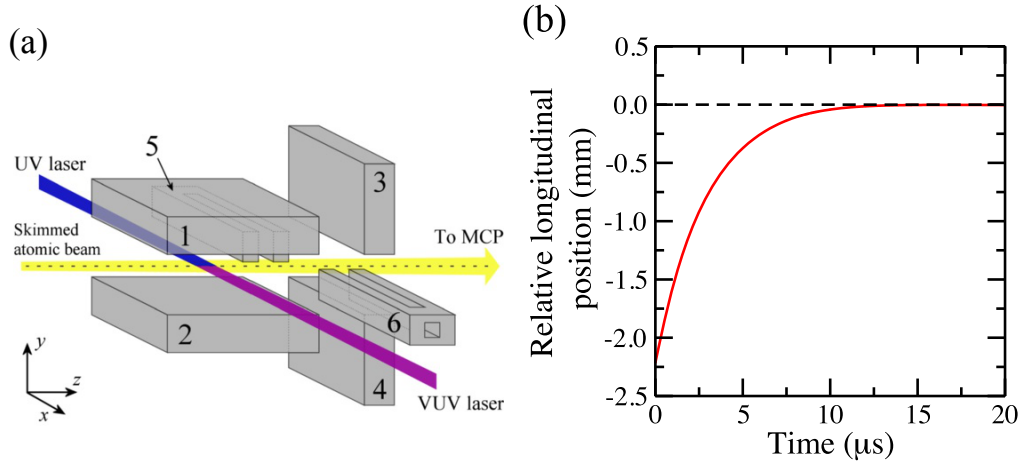 (a)
UV laser
5
3
1
Skimmed
atomic beam
To MCP
2
6
4
y
z
x
VUV laser
(b)
Relative longitudinal
position (mm)
0.5
0.0
-0.5
-1.0
-1.5
-2.0
-2.5
0 5 10 15 20
Time (μs)